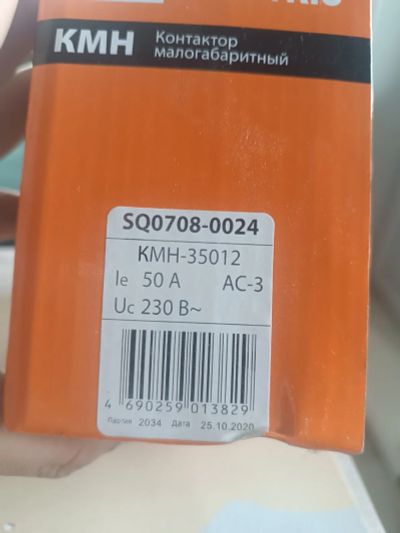 КМН Контактор
малогабаритный
SQ0708-0024
КМН-35012
Ie 50 А АС-3
Uc 230 В~
4 690259 013829
Партия 2034 Дата 25.10.2020